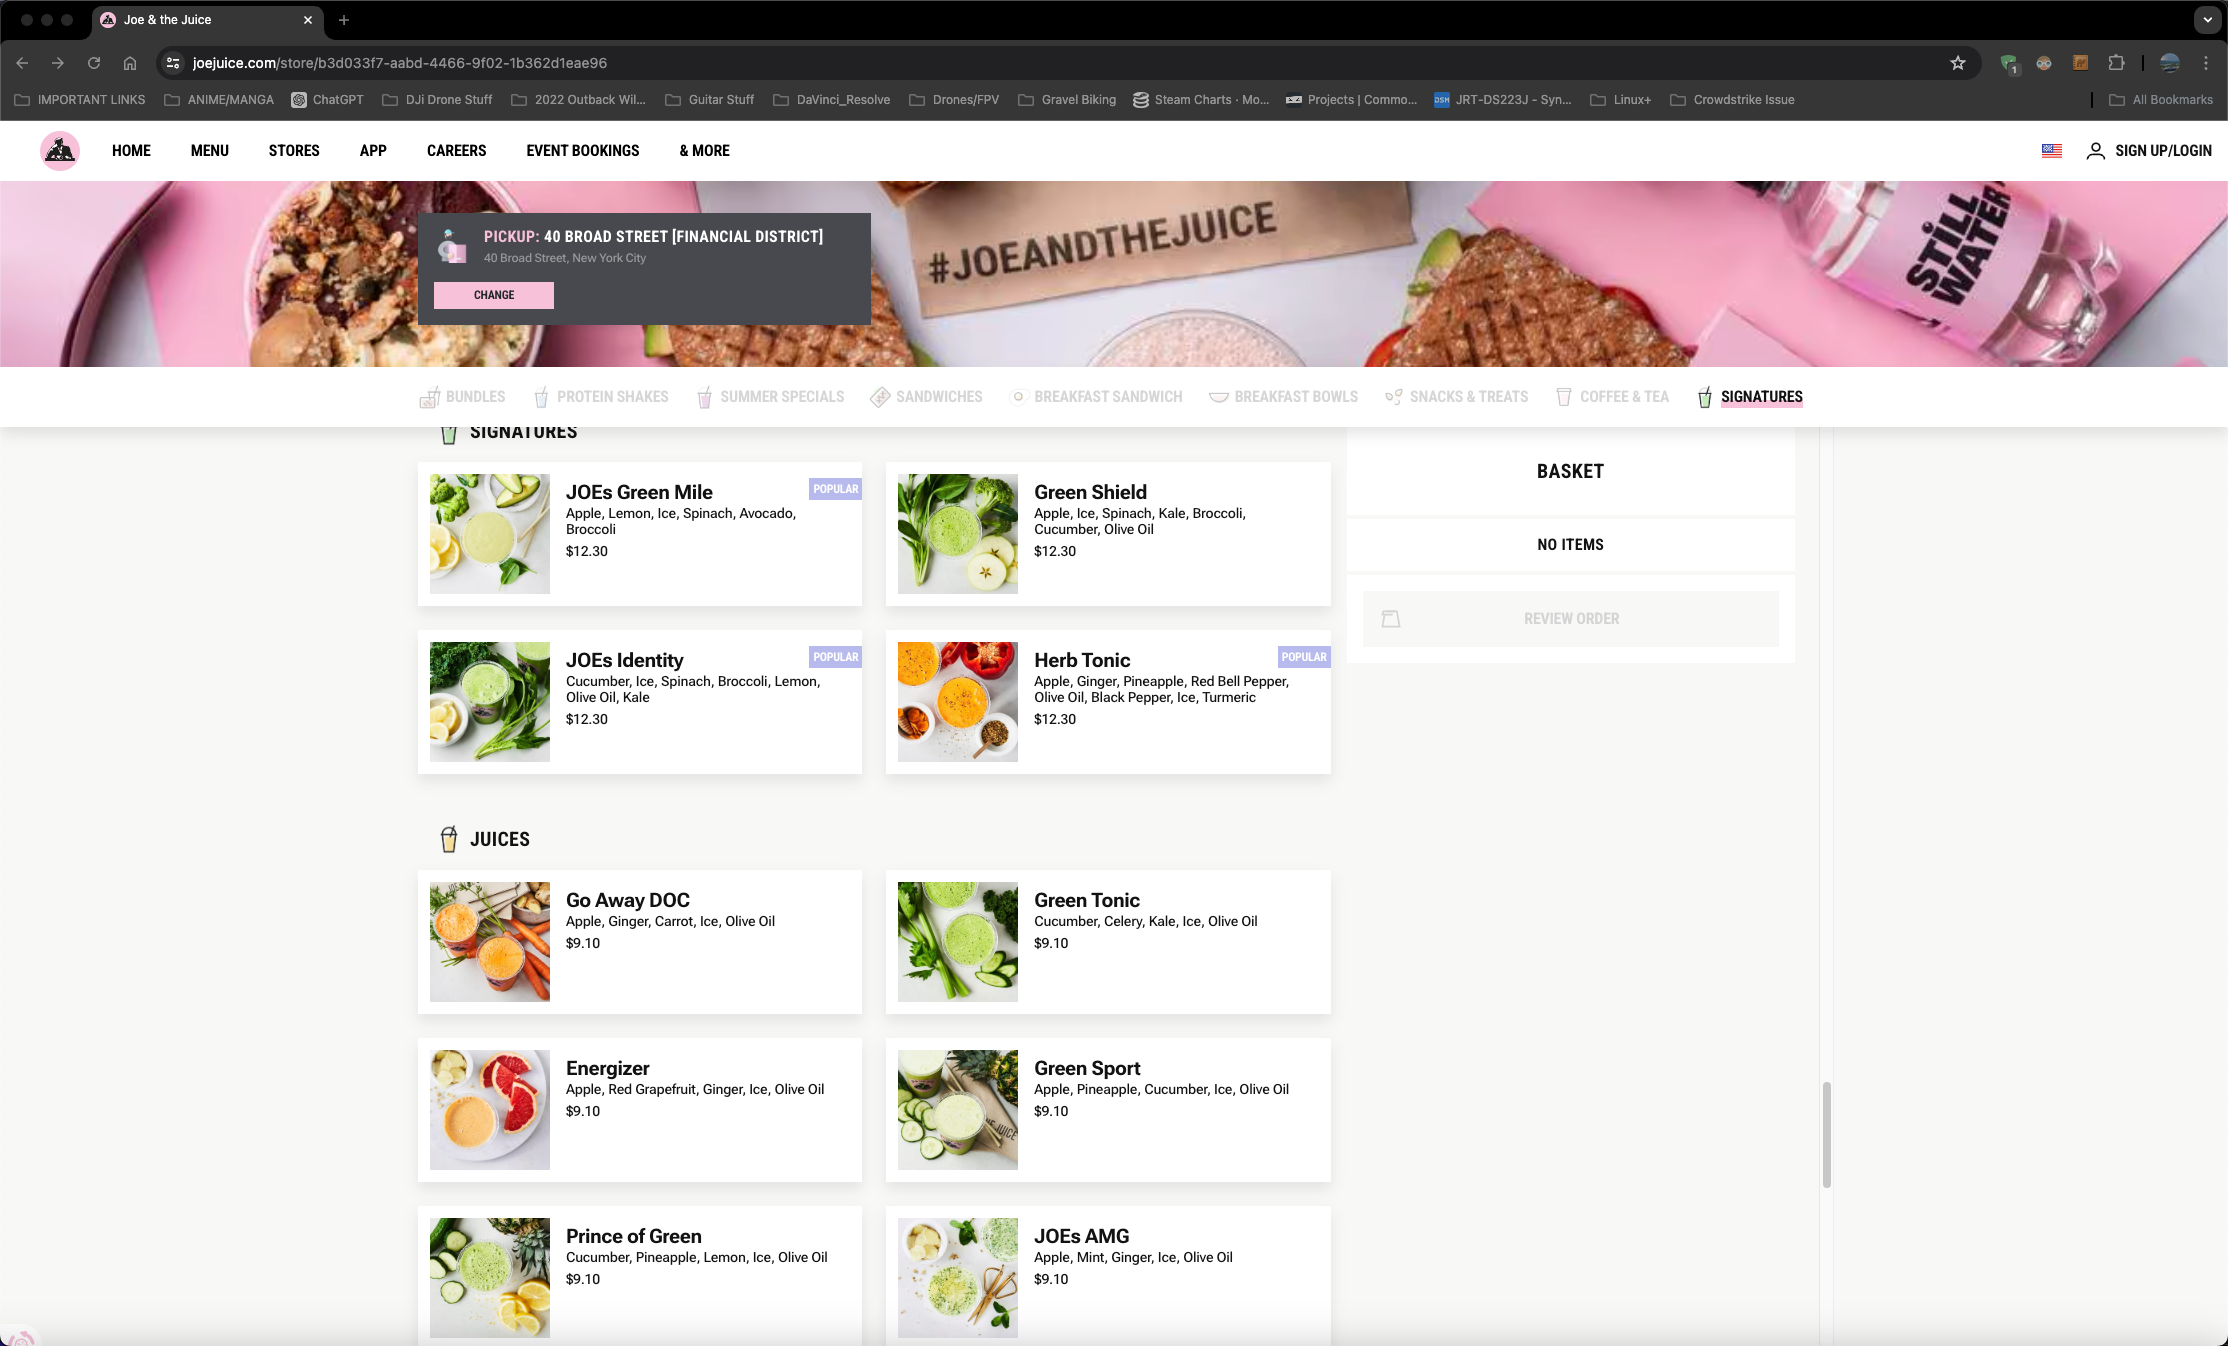 Joe & the Juice
joejuice.com/store/b3d033f7-aabd-4466-9f02-1b362d1eae96
1
IMPORTANT LINKS
ANIME/MANGA
ChatGPT
DJi Drone Stuff
2022 Outback Wil...
Guitar Stuff
DaVinci_Resolve
Drones/FPV
Gravel Biking
Steam Charts · Mo...
Projects | Commo...
DSM
JRT-DS223J - Syn...
Linux+
Crowdstrike Issue
All Bookmarks
HOME
MENU
STORES
APP
CAREERS
EVENT BOOKINGS
& MORE
SIGN UP/LOGIN
PICKUP: 40 BROAD STREET [FINANCIAL DISTRICT]
40 Broad Street, New York City
CHANGE
#JOEANDTHEJUICE
STILL
WATER
BUNDLES
PROTEIN SHAKES
SUMMER SPECIALS
SANDWICHES
BREAKFAST SANDWICH
BREAKFAST BOWLS
SNACKS & TREATS
COFFEE & TEA
SIGNATURES
SIGNATURES
JOEs Green Mile
POPULAR
Apple, Lemon, Ice, Spinach, Avocado,
Broccoli
$12.30
Green Shield
Apple, Ice, Spinach, Kale, Broccoli,
Cucumber, Olive Oil
$12.30
JOEs Identity
POPULAR
Cucumber, Ice, Spinach, Broccoli, Lemon,
Olive Oil, Kale
$12.30
Herb Tonic
POPULAR
Apple, Ginger, Pineapple, Red Bell Pepper,
Olive Oil, Black Pepper, Ice, Turmeric
$12.30
BASKET
NO ITEMS
REVIEW ORDER
JUICES
Go Away DOC
Apple, Ginger, Carrot, Ice, Olive Oil
$9.10
Green Tonic
Cucumber, Celery, Kale, Ice, Olive Oil
$9.10
Energizer
Apple, Red Grapefruit, Ginger, Ice, Olive Oil
$9.10
Green Sport
Apple, Pineapple, Cucumber, Ice, Olive Oil
$9.10
Prince of Green
Cucumber, Pineapple, Lemon, Ice, Olive Oil
$9.10
JOEs AMG
Apple, Mint, Ginger, Ice, Olive Oil
$9.10